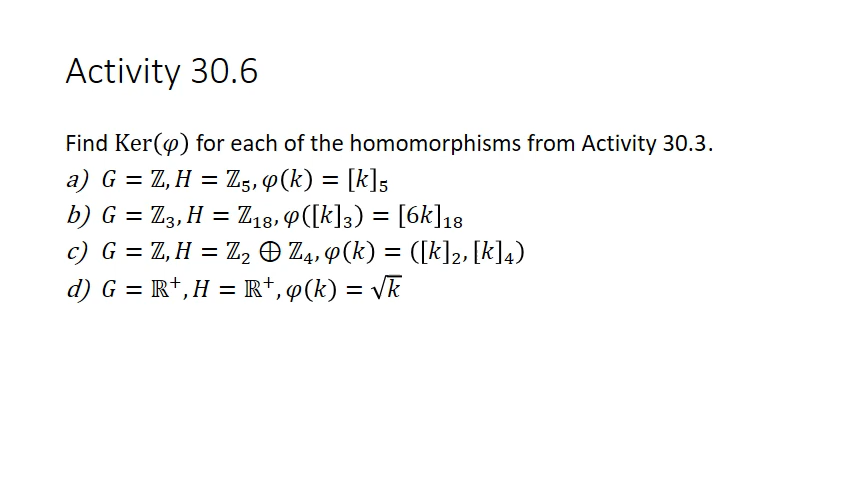 Activity 30.6
Find Ker(φ) for each of the homomorphisms from Activity 30.3.
a) G = ℤ, H = ℤ₅, φ(k) = [k]₅
b) G = ℤ₃, H = ℤ₁₈, φ([k]₃) = [6k]₁₈
c) G = ℤ, H = ℤ₂ ⊕ ℤ₄, φ(k) = ([k]₂, [k]₄)
d) G = ℝ⁺, H = ℝ⁺, φ(k) = √k